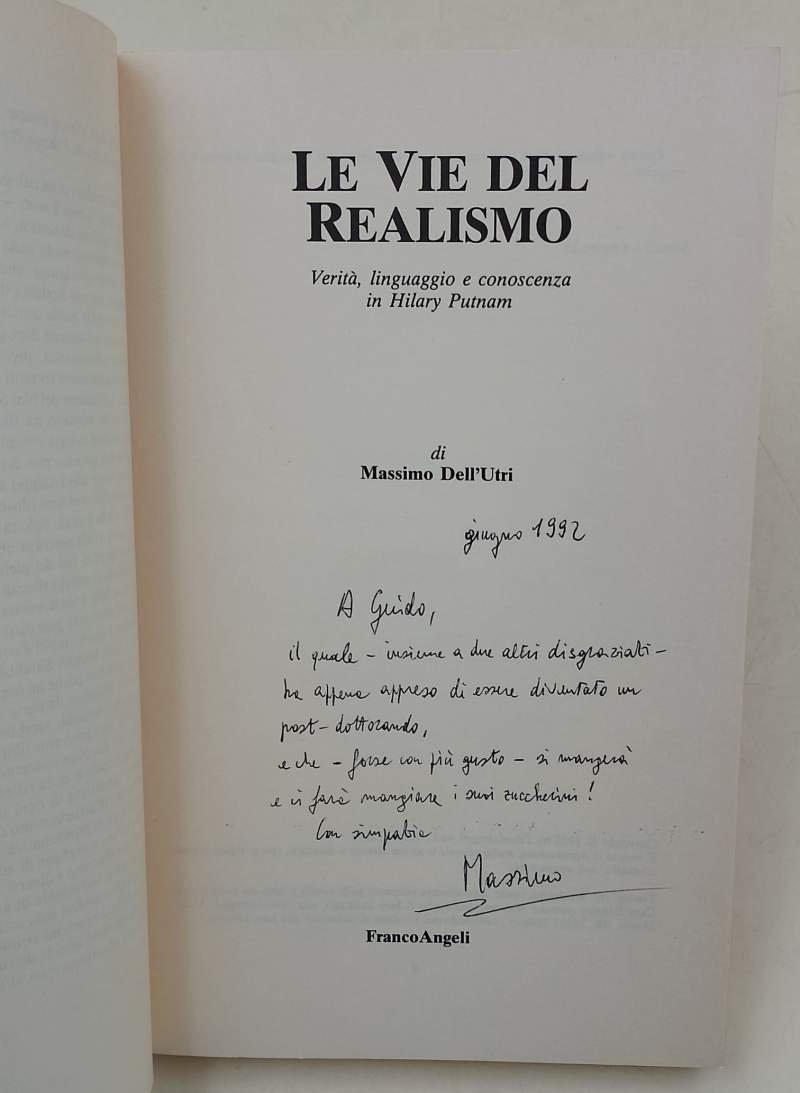 LE VIE DEL
REALISMO
Verità, linguaggio e conoscenza
in Hilary Putnam
di
Massimo Dell'Utri
giugno 1992
A Guido,
il quale – insieme a due altri disgraziati –
ha appena appreso di essere diventato un
post-dottorando,
e che – forse con più gusto – si mangerà
e ci farà mangiare i suoi zuccherini!
Con simpatia
Massimo
FrancoAngeli